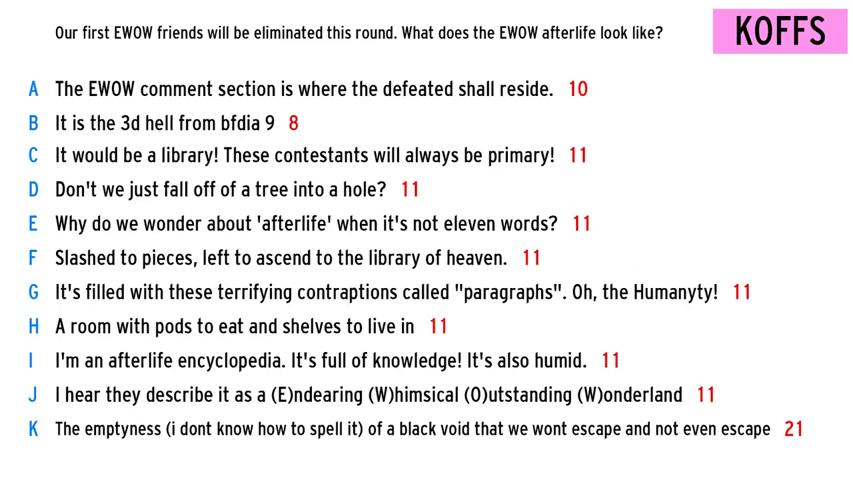 Our first EWOW friends will be eliminated this round. What does the EWOW afterlife look like?
KOFFS
A The EWOW comment section is where the defeated shall reside. 10
B It is the 3d hell from bfdia 9 8
C It would be a library! These contestants will always be primary! 11
D Don't we just fall off of a tree into a hole? 11
E Why do we wonder about 'afterlife' when it's not eleven words? 11
F Slashed to pieces, left to ascend to the library of heaven. 11
G It's filled with these terrifying contraptions called "paragraphs". Oh, the Humanyty! 11
H A room with pods to eat and shelves to live in 11
I I'm an afterlife encyclopedia. It's full of knowledge! It's also humid. 11
J I hear they describe it as a (E)ndearing (W)himsical (O)utstanding (W)onderland 11
K The emptyness (i dont know how to spell it) of a black void that we wont escape and not even escape 21